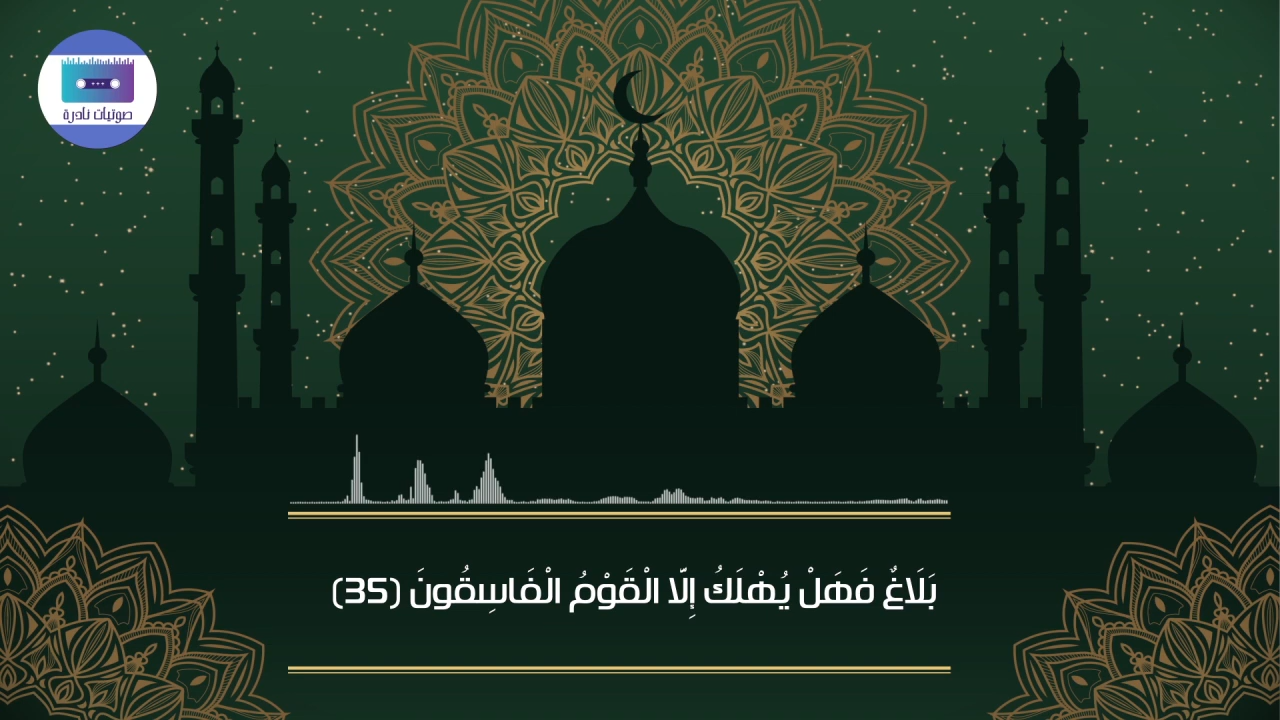 صوتيات نادرة
بَلَاغٌ فَهَلْ يُهْلَكُ إِلَّا الْقَوْمُ الْفَاسِقُونَ (35)